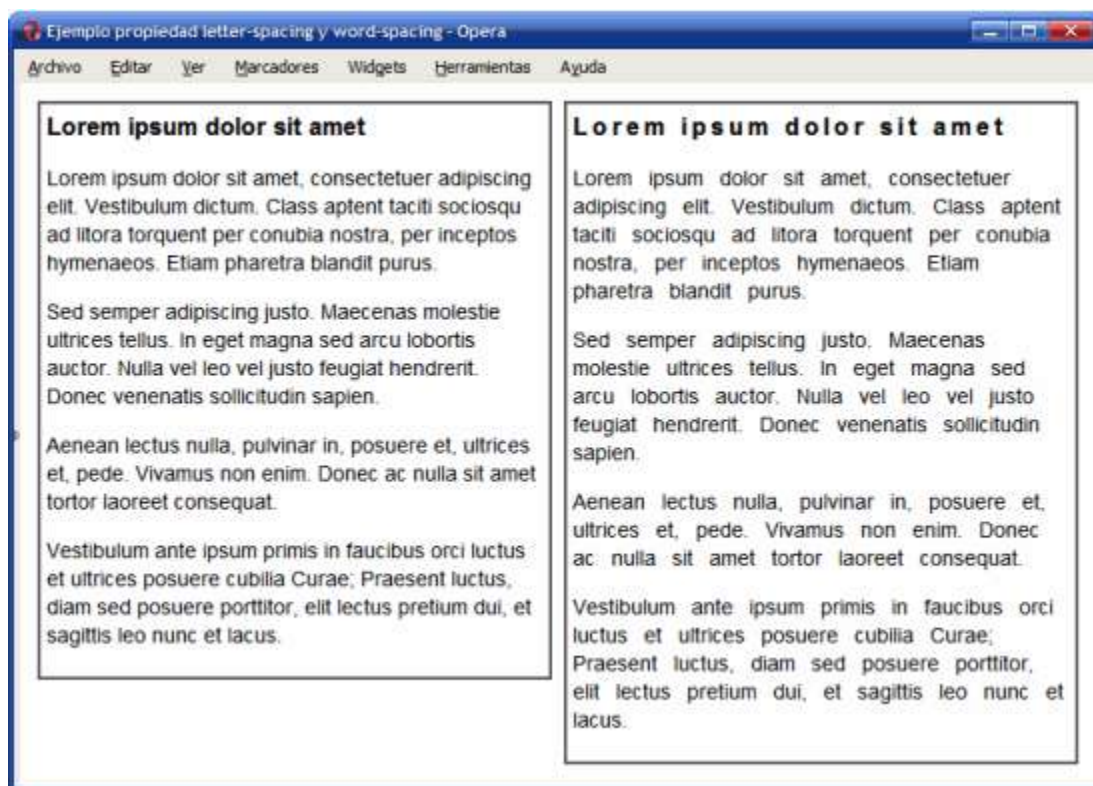 Ejemplo propiedad letter-spacing y word-spacing - Opera
Archivo Editar Ver Marcadores Widgets Herramientas Ayuda
Lorem ipsum dolor sit amet
Lorem ipsum dolor sit amet, consectetuer adipiscing
elit. Vestibulum dictum. Class aptent taciti sociosqu
ad litora torquent per conubia nostra, per inceptos
hymenaeos. Etiam pharetra blandit purus.
Sed semper adipiscing justo. Maecenas molestie
ultrices tellus. In eget magna sed arcu lobortis
auctor. Nulla vel leo vel justo feugiat hendrerit.
Donec venenatis sollicitudin sapien.
Aenean lectus nulla, pulvinar in, posuere et, ultrices
et, pede. Vivamus non enim. Donec ac nulla sit amet
tortor laoreet consequat.
Vestibulum ante ipsum primis in faucibus orci luctus
et ultrices posuere cubilia Curae; Praesent luctus,
diam sed posuere porttitor, elit lectus pretium dui, et
sagittis leo nunc et lacus.
Lorem ipsum dolor sit amet
Lorem ipsum dolor sit amet, consectetuer
adipiscing elit. Vestibulum dictum. Class aptent
taciti sociosqu ad litora torquent per conubia
nostra, per inceptos hymenaeos. Etiam
pharetra blandit purus.
Sed semper adipiscing justo. Maecenas
molestie ultrices tellus. In eget magna sed
arcu lobortis auctor. Nulla vel leo vel justo
feugiat hendrerit. Donec venenatis sollicitudin
sapien.
Aenean lectus nulla, pulvinar in, posuere et,
ultrices et, pede. Vivamus non enim. Donec
ac nulla sit amet tortor laoreet consequat.
Vestibulum ante ipsum primis in faucibus orci
luctus et ultrices posuere cubilia Curae;
Praesent luctus, diam sed posuere porttitor,
elit lectus pretium dui, et sagittis leo nunc et
lacus.